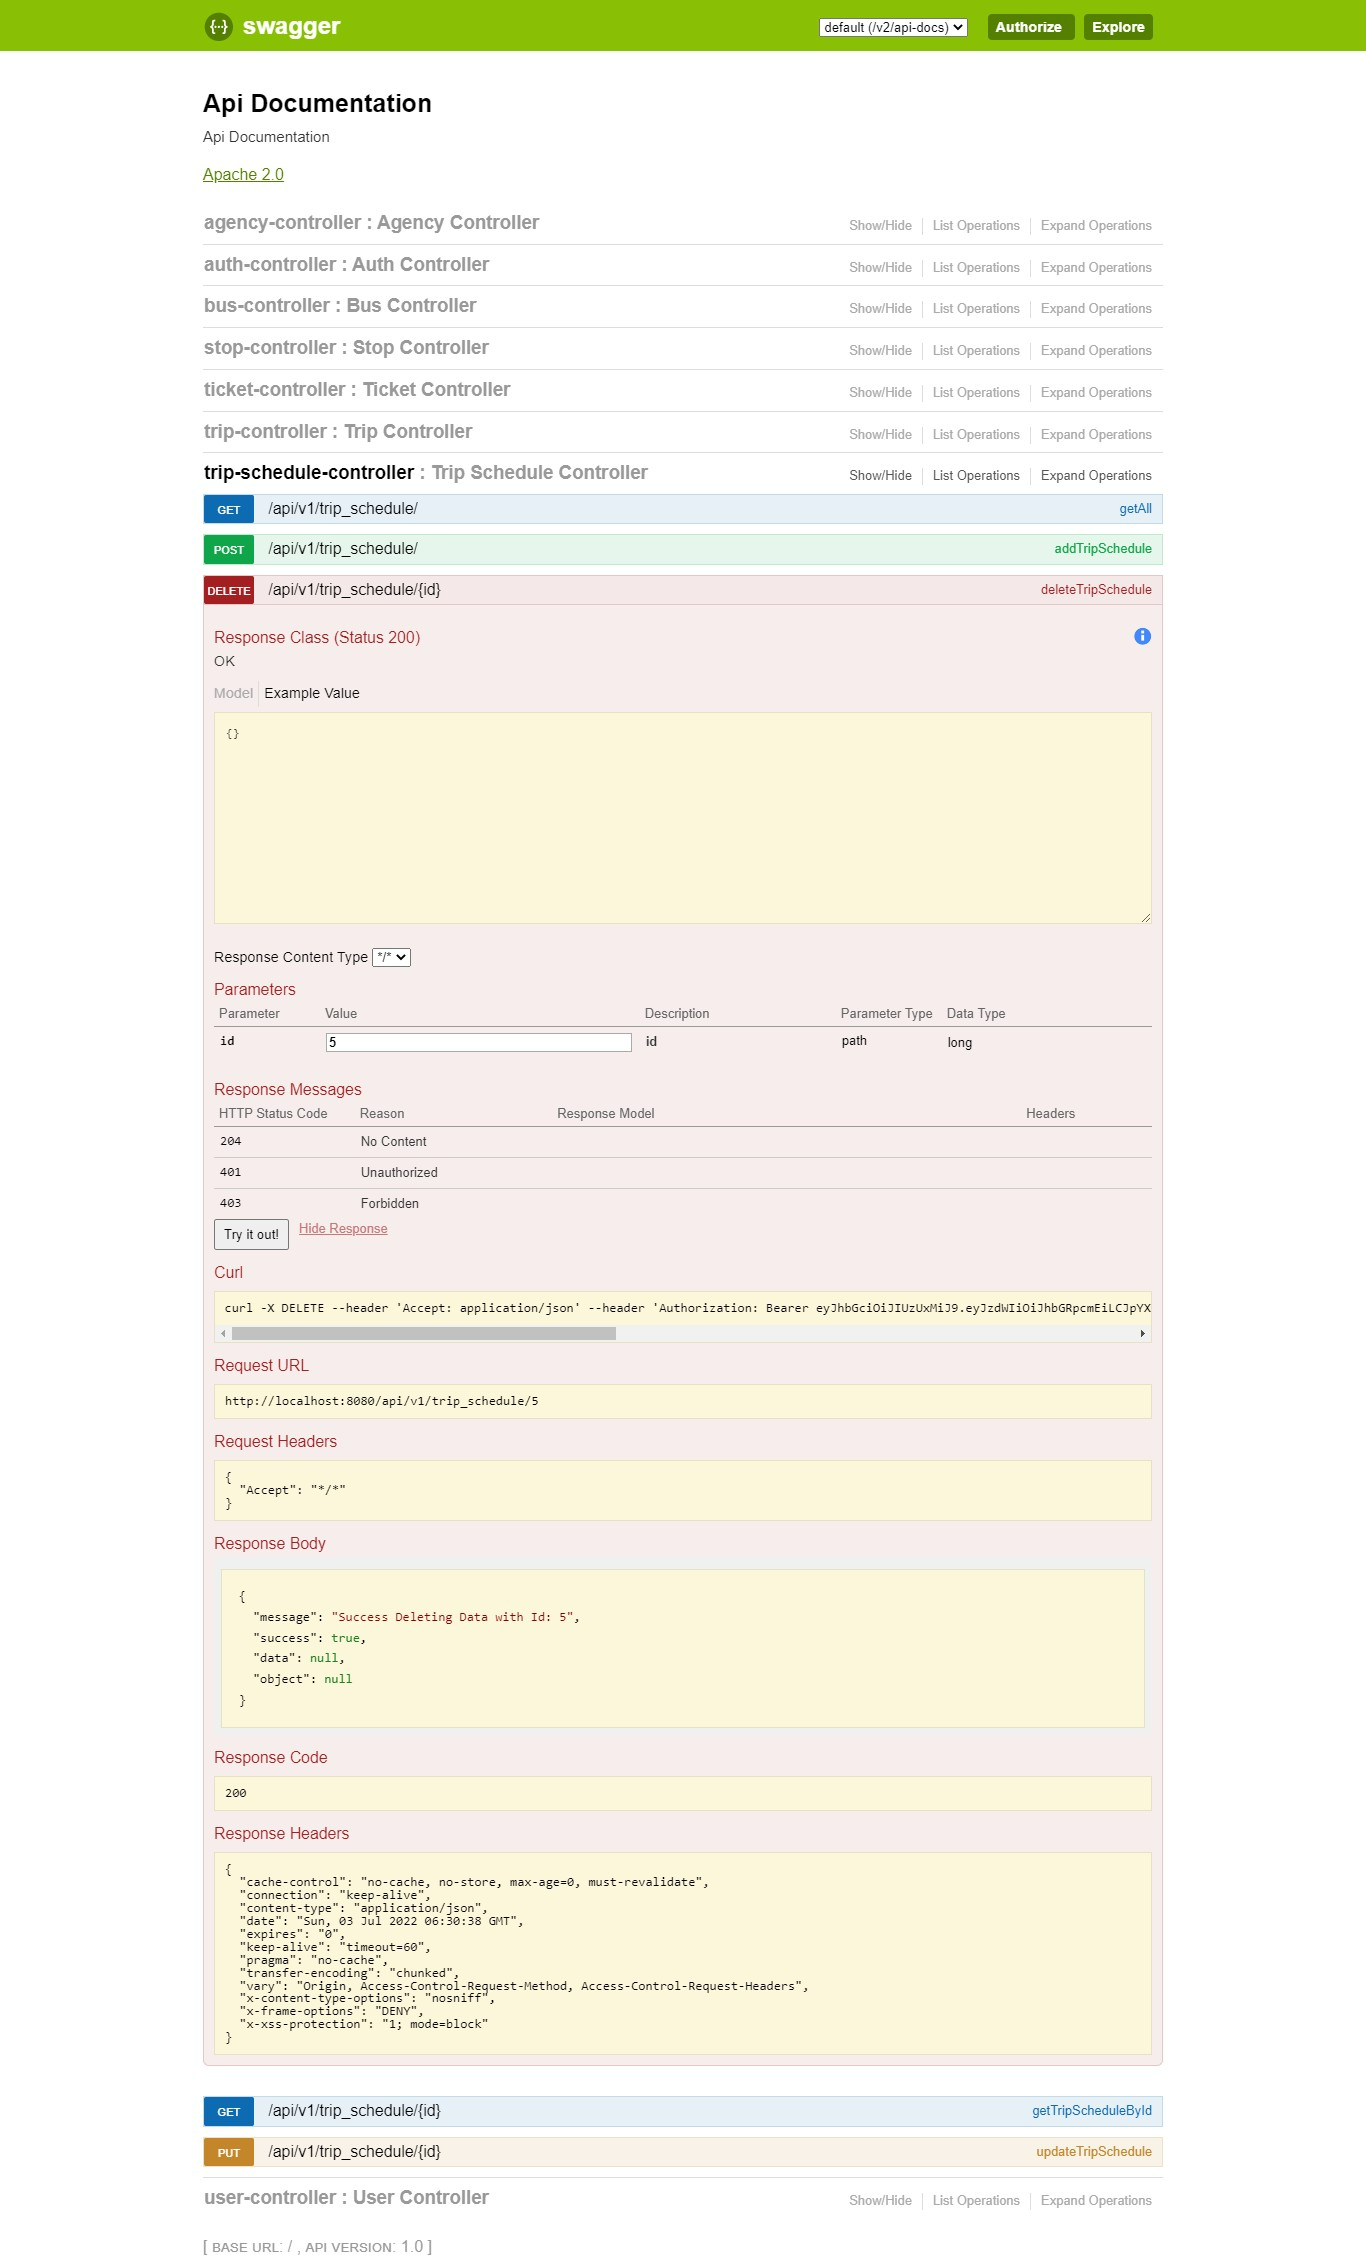 swagger
default (/v2/api-docs)
Authorize
Explore
Api Documentation
Api Documentation
Apache 2.0
agency-controller : Agency Controller Show/Hide List Operations Expand Operations
auth-controller : Auth Controller Show/Hide List Operations Expand Operations
bus-controller : Bus Controller Show/Hide List Operations Expand Operations
stop-controller : Stop Controller Show/Hide List Operations Expand Operations
ticket-controller : Ticket Controller Show/Hide List Operations Expand Operations
trip-controller : Trip Controller Show/Hide List Operations Expand Operations
trip-schedule-controller : Trip Schedule Controller Show/Hide List Operations Expand Operations
GET /api/v1/trip_schedule/ getAll
POST /api/v1/trip_schedule/ addTripSchedule
DELETE /api/v1/trip_schedule/{id} deleteTripSchedule
Response Class (Status 200)
OK
Model Example Value
{}
Response Content Type */*
Parameters
Parameter Value Description Parameter Type Data Type
id 5 id path long
Response Messages
HTTP Status Code Reason Response Model Headers
204 No Content
401 Unauthorized
403 Forbidden
Try it out! Hide Response
Curl
curl -X DELETE --header 'Accept: application/json' --header 'Authorization: Bearer eyJhbGciOiJIUzUxMiJ9.eyJzdWIiOiJhbGRpcmEiLCJpYX
Request URL
http://localhost:8080/api/v1/trip_schedule/5
Request Headers
{
"Accept": "*/*"
}
Response Body
{
"message": "Success Deleting Data with Id: 5",
"success": true,
"data": null,
"object": null
}
Response Code
200
Response Headers
{
"cache-control": "no-cache, no-store, max-age=0, must-revalidate",
"connection": "keep-alive",
"content-type": "application/json",
"date": "Sun, 03 Jul 2022 06:30:38 GMT",
"expires": "0",
"keep-alive": "timeout=60",
"pragma": "no-cache",
"transfer-encoding": "chunked",
"vary": "Origin, Access-Control-Request-Method, Access-Control-Request-Headers",
"x-content-type-options": "nosniff",
"x-frame-options": "DENY",
"x-xss-protection": "1; mode=block"
}
GET /api/v1/trip_schedule/{id} getTripScheduleById
PUT /api/v1/trip_schedule/{id} updateTripSchedule
user-controller : User Controller Show/Hide List Operations Expand Operations
[ BASE URL: / , API VERSION: 1.0 ]